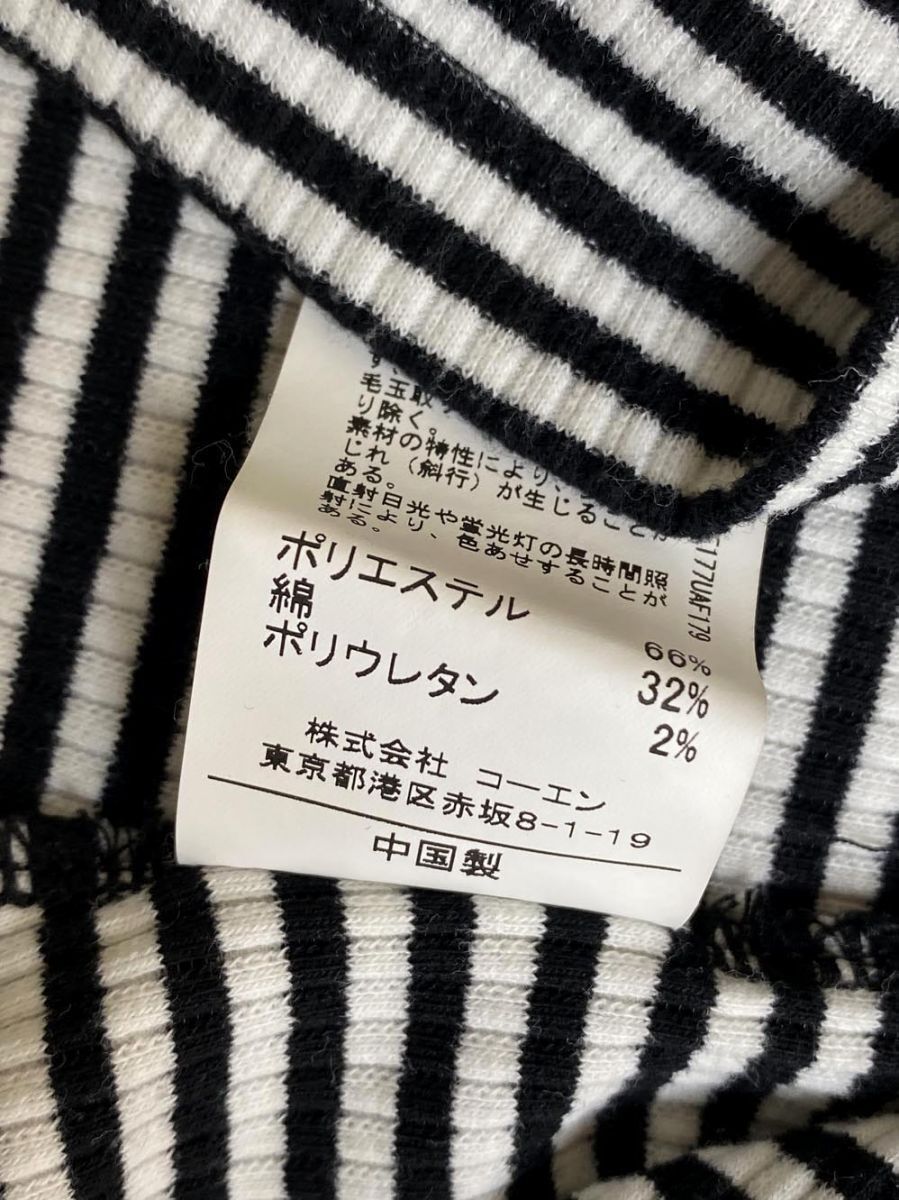 毛玉取
り除く。
素材の特性により、
じれ（斜行）が生じることが
ある。
直射日光や蛍光灯の長時間照
射により、色あせすることが
ある。
ポリエステル 66%
綿 32%
ポリウレタン 2%
株式会社 コーエン
東京都港区赤坂8-1-19
中国製
177UAF179